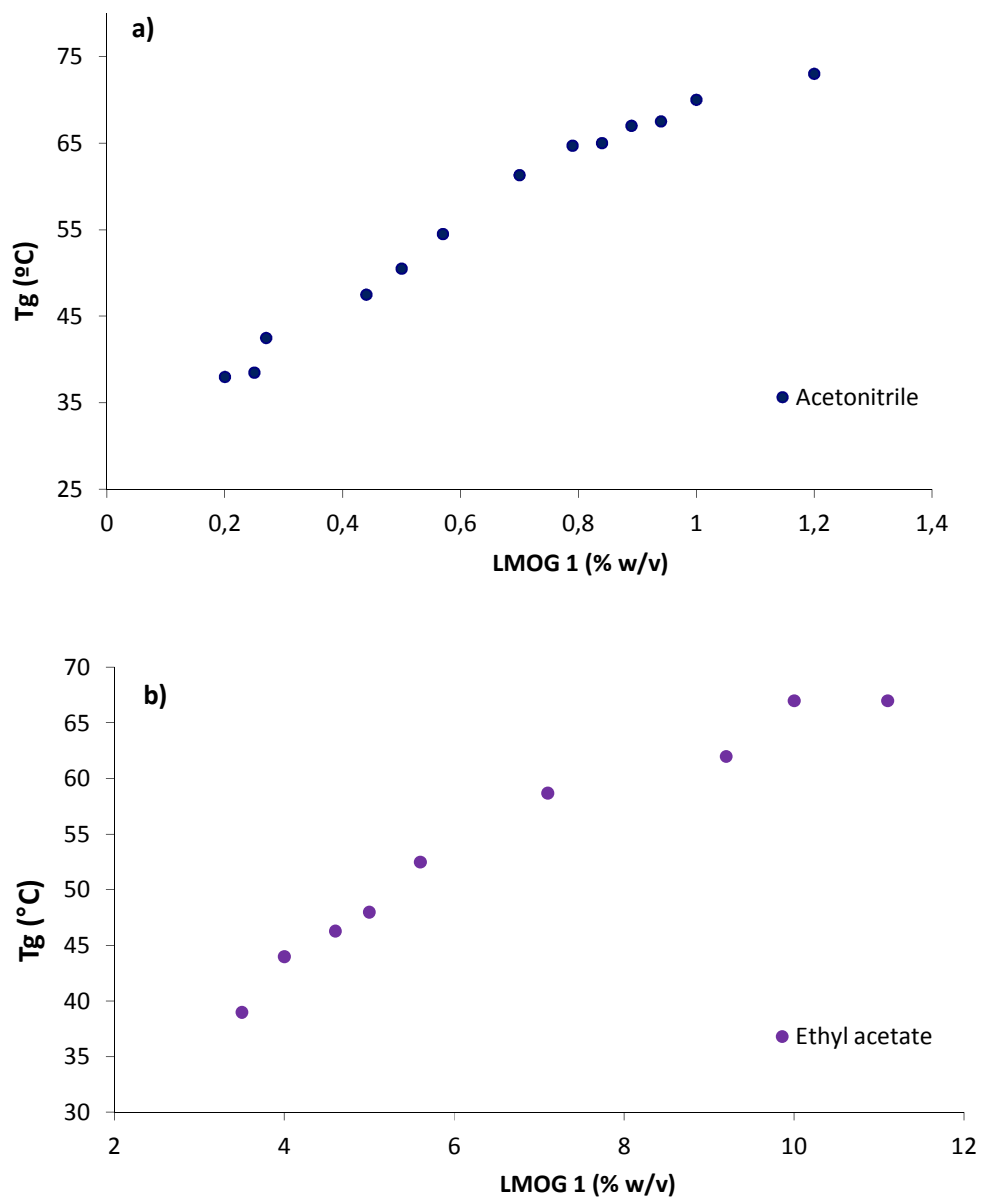 a)
75
65
55
45
35
25
Tg (ºC)
Acetonitrile
0 0,2 0,4 0,6 0,8 1 1,2 1,4
LMOG 1 (% w/v)
b)
70
65
60
55
50
45
40
35
30
Tg (°C)
Ethyl acetate
2 4 6 8 10 12
LMOG 1 (% w/v)